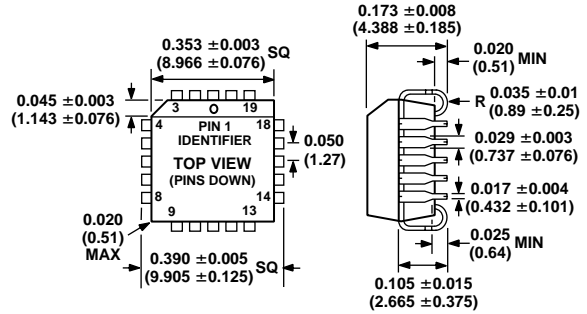 0.353 ±0.003 SQ
(8.966 ±0.076)
0.045 ±0.003
(1.143 ±0.076)
3
O
19
4
PIN 1
18
IDENTIFIER
TOP VIEW
(PINS DOWN)
0.050
(1.27)
8
14
9
13
0.020
(0.51)
MAX
0.390 ±0.005 SQ
(9.905 ±0.125)
0.173 ±0.008
(4.388 ±0.185)
0.020 MIN
(0.51)
R 0.035 ±0.01
(0.89 ±0.25)
0.029 ±0.003
(0.737 ±0.076)
0.017 ±0.004
(0.432 ±0.101)
0.025 MIN
(0.64)
0.105 ±0.015
(2.665 ±0.375)